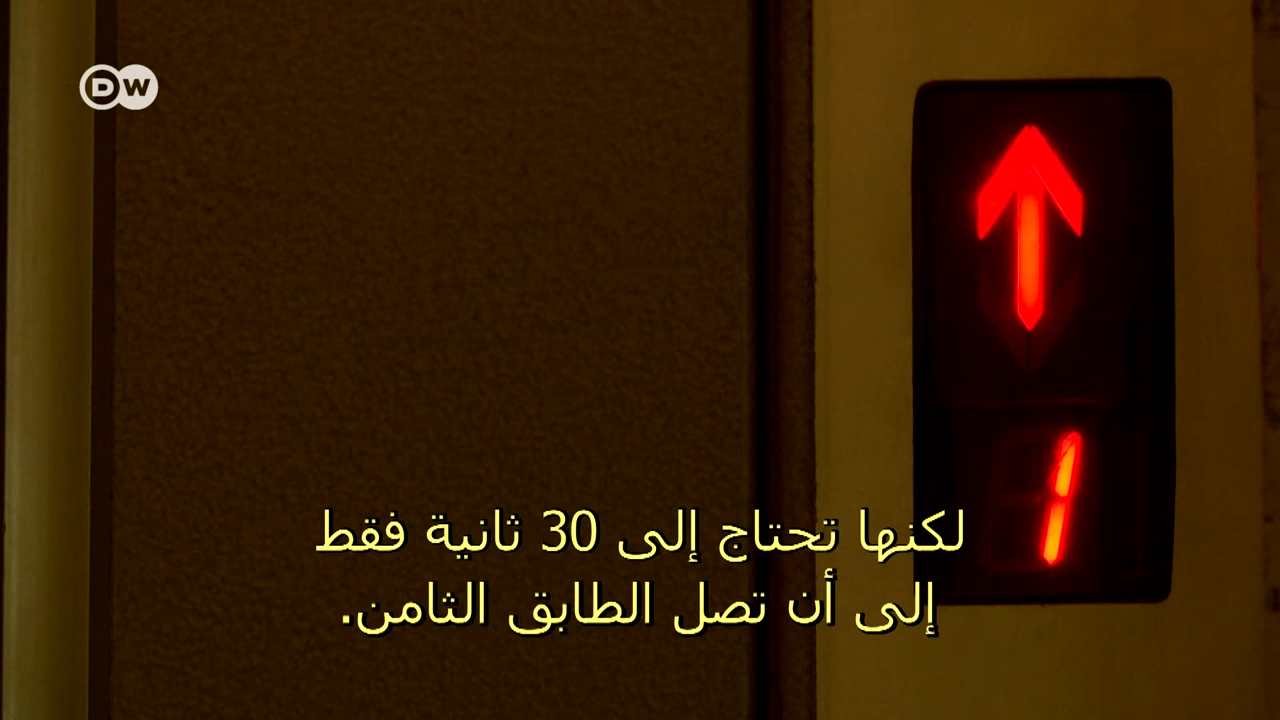 DW
1
لكنها تحتاج إلى 30 ثانية فقط
إلى أن تصل الطابق الثامن.